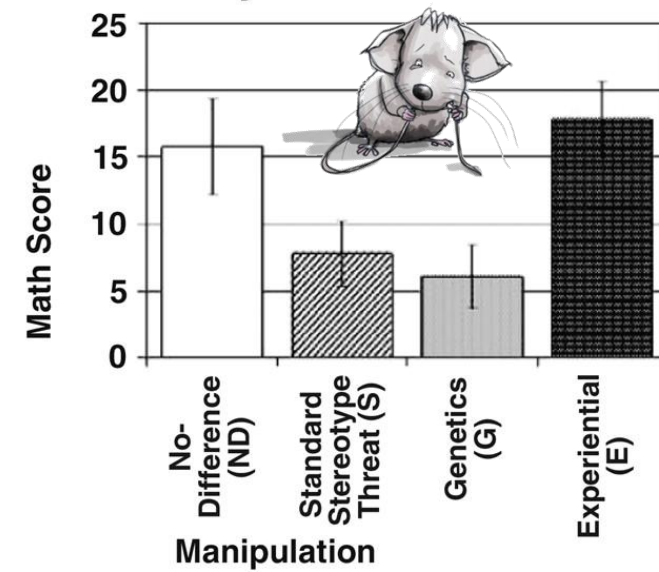 25
20
15
10
5
0
Math Score
No-
Difference
(ND)
Standard
Stereotype
Threat (S)
Genetics
(G)
Experiential
(E)
Manipulation